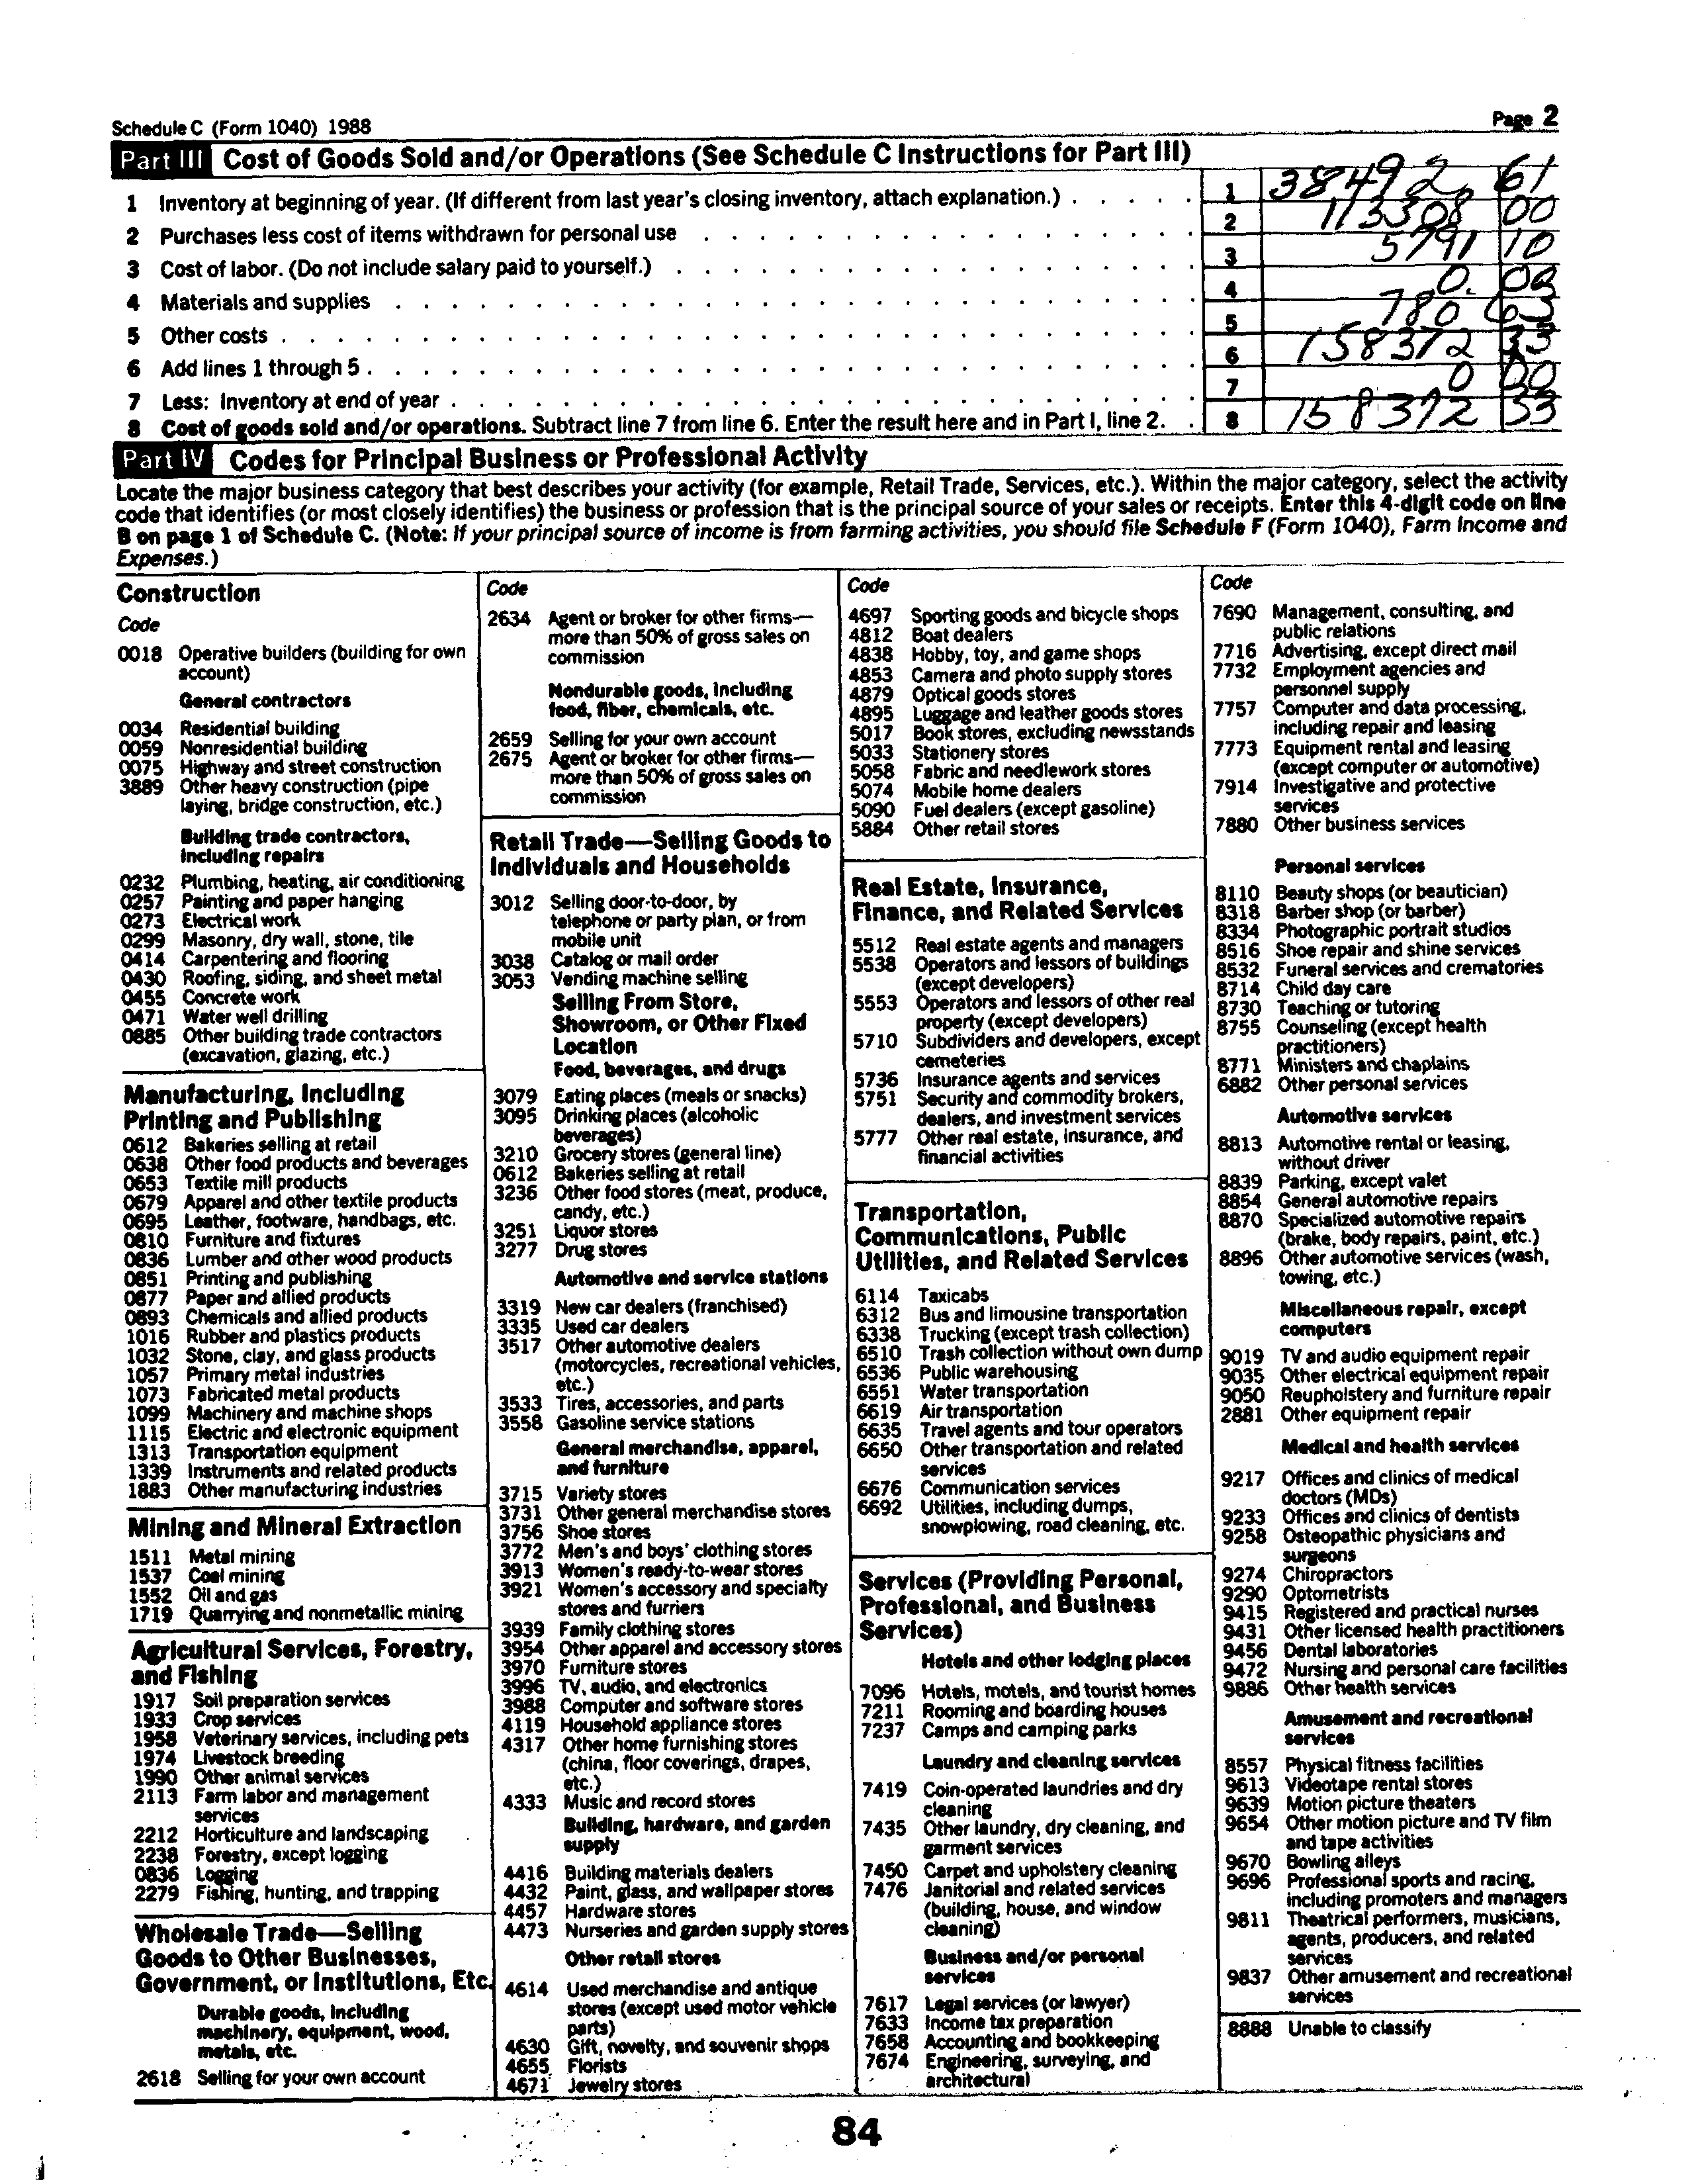 Schedule C (Form 1040) 1988
Page 2
Part III Cost of Goods Sold and/or Operations (See Schedule C Instructions for Part III)
1 Inventory at beginning of year. (If different from last year's closing inventory, attach explanation.) . . . . . 1 38492 61
2 Purchases less cost of items withdrawn for personal use 2 113308 00
3 Cost of labor. (Do not include salary paid to yourself.) 3 5791 10
4 Materials and supplies 4 0. 00
5 Other costs 5 780 63
6 Add lines 1 through 5 6 158372 33
7 Less: Inventory at end of year 7 0 00
8 Cost of goods sold and/or operations. Subtract line 7 from line 6. Enter the result here and in Part I, line 2. . 8 158372 33
Part IV Codes for Principal Business or Professional Activity
Locate the major business category that best describes your activity (for example, Retail Trade, Services, etc.). Within the major category, select the activity
code that identifies (or most closely identifies) the business or profession that is the principal source of your sales or receipts. Enter this 4-digit code on line
B on page 1 of Schedule C. (Note: If your principal source of income is from farming activities, you should file Schedule F (Form 1040), Farm Income and
Expenses.)
Construction
Code
0018 Operative builders (building for own
account)
General contractors
0034 Residential building
0059 Nonresidential building
0075 Highway and street construction
3889 Other heavy construction (pipe
laying, bridge construction, etc.)
Building trade contractors,
including repairs
0232 Plumbing, heating, air conditioning
0257 Painting and paper hanging
0273 Electrical work
0299 Masonry, dry wall, stone, tile
0414 Carpentering and flooring
0430 Roofing, siding, and sheet metal
0455 Concrete work
0471 Water well drilling
0885 Other building trade contractors
(excavation, glazing, etc.)
Manufacturing, Including
Printing and Publishing
0612 Bakeries selling at retail
0638 Other food products and beverages
0653 Textile mill products
0679 Apparel and other textile products
0695 Leather, footware, handbags, etc.
0810 Furniture and fixtures
0836 Lumber and other wood products
0851 Printing and publishing
0877 Paper and allied products
0893 Chemicals and allied products
1016 Rubber and plastics products
1032 Stone, clay, and glass products
1057 Primary metal industries
1073 Fabricated metal products
1099 Machinery and machine shops
1115 Electric and electronic equipment
1313 Transportation equipment
1339 Instruments and related products
1883 Other manufacturing industries
Mining and Mineral Extraction
1511 Metal mining
1537 Coal mining
1552 Oil and gas
1719 Quarrying and nonmetallic mining
Agricultural Services, Forestry,
and Fishing
1917 Soil preparation services
1933 Crop services
1958 Veterinary services, including pets
1974 Livestock breeding
1990 Other animal services
2113 Farm labor and management
services
2212 Horticulture and landscaping
2238 Forestry, except logging
0836 Logging
2279 Fishing, hunting, and trapping
Wholesale Trade—Selling
Goods to Other Businesses,
Government, or Institutions, Etc.
Durable goods, including
machinery, equipment, wood,
metals, etc.
2618 Selling for your own account
Code
2634 Agent or broker for other firms—
more than 50% of gross sales on
commission
Nondurable goods, including
food, fiber, chemicals, etc.
2659 Selling for your own account
2675 Agent or broker for other firms—
more than 50% of gross sales on
commission
Retail Trade—Selling Goods to
Individuals and Households
3012 Selling door-to-door, by
telephone or party plan, or from
mobile unit
3038 Catalog or mail order
3053 Vending machine selling
Selling From Store,
Showroom, or Other Fixed
Location
Food, beverages, and drugs
3079 Eating places (meals or snacks)
3095 Drinking places (alcoholic
beverages)
3210 Grocery stores (general line)
0612 Bakeries selling at retail
3236 Other food stores (meat, produce,
candy, etc.)
3251 Liquor stores
3277 Drug stores
Automotive and service stations
3319 New car dealers (franchised)
3335 Used car dealers
3517 Other automotive dealers
(motorcycles, recreational vehicles,
etc.)
3533 Tires, accessories, and parts
3558 Gasoline service stations
General merchandise, apparel,
and furniture
3715 Variety stores
3731 Other general merchandise stores
3756 Shoe stores
3772 Men's and boys' clothing stores
3913 Women's ready-to-wear stores
3921 Women's accessory and specialty
stores and furriers
3939 Family clothing stores
3954 Other apparel and accessory stores
3970 Furniture stores
3996 TV, audio, and electronics
3988 Computer and software stores
4119 Household appliance stores
4317 Other home furnishing stores
(china, floor coverings, drapes,
etc.)
4333 Music and record stores
Building, hardware, and garden
supply
4416 Building materials dealers
4432 Paint, glass, and wallpaper stores
4457 Hardware stores
4473 Nurseries and garden supply stores
Other retail stores
4614 Used merchandise and antique
stores (except used motor vehicle
parts)
4630 Gift, novelty, and souvenir shops
4655 Florists
4671 Jewelry stores
Code
4697 Sporting goods and bicycle shops
4812 Boat dealers
4838 Hobby, toy, and game shops
4853 Camera and photo supply stores
4879 Optical goods stores
4895 Luggage and leather goods stores
5017 Book stores, excluding newsstands
5033 Stationery stores
5058 Fabric and needlework stores
5074 Mobile home dealers
5090 Fuel dealers (except gasoline)
5884 Other retail stores
Real Estate, Insurance,
Finance, and Related Services
5512 Real estate agents and managers
5538 Operators and lessors of buildings
(except developers)
5553 Operators and lessors of other real
property (except developers)
5710 Subdividers and developers, except
cemeteries
5736 Insurance agents and services
5751 Security and commodity brokers,
dealers, and investment services
5777 Other real estate, insurance, and
financial activities
Transportation,
Communications, Public
Utilities, and Related Services
6114 Taxicabs
6312 Bus and limousine transportation
6338 Trucking (except trash collection)
6510 Trash collection without own dump
6536 Public warehousing
6551 Water transportation
6619 Air transportation
6635 Travel agents and tour operators
6650 Other transportation and related
services
6676 Communication services
6692 Utilities, including dumps,
snowplowing, road cleaning, etc.
Services (Providing Personal,
Professional, and Business
Services)
Hotels and other lodging places
7096 Hotels, motels, and tourist homes
7211 Rooming and boarding houses
7237 Camps and camping parks
Laundry and cleaning services
7419 Coin-operated laundries and dry
cleaning
7435 Other laundry, dry cleaning, and
garment services
7450 Carpet and upholstery cleaning
7476 Janitorial and related services
(building, house, and window
cleaning)
Business and/or personal
services
7617 Legal services (or lawyer)
7633 Income tax preparation
7658 Accounting and bookkeeping
7674 Engineering, surveying, and
architectural
Code
7690 Management, consulting, and
public relations
7716 Advertising, except direct mail
7732 Employment agencies and
personnel supply
7757 Computer and data processing,
including repair and leasing
7773 Equipment rental and leasing
(except computer or automotive)
7914 Investigative and protective
services
7880 Other business services
Personal services
8110 Beauty shops (or beautician)
8318 Barber shop (or barber)
8334 Photographic portrait studios
8516 Shoe repair and shine services
8532 Funeral services and crematories
8714 Child day care
8730 Teaching or tutoring
8755 Counseling (except health
practitioners)
8771 Ministers and chaplains
6882 Other personal services
Automotive services
8813 Automotive rental or leasing,
without driver
8839 Parking, except valet
8854 General automotive repairs
8870 Specialized automotive repairs
(brake, body repairs, paint, etc.)
8896 Other automotive services (wash,
towing, etc.)
Miscellaneous repair, except
computers
9019 TV and audio equipment repair
9035 Other electrical equipment repair
9050 Reupholstery and furniture repair
2881 Other equipment repair
Medical and health services
9217 Offices and clinics of medical
doctors (MDs)
9233 Offices and clinics of dentists
9258 Osteopathic physicians and
surgeons
9274 Chiropractors
9290 Optometrists
9415 Registered and practical nurses
9431 Other licensed health practitioners
9456 Dental laboratories
9472 Nursing and personal care facilities
9886 Other health services
Amusement and recreational
services
8557 Physical fitness facilities
9613 Videotape rental stores
9639 Motion picture theaters
9654 Other motion picture and TV film
and tape activities
9670 Bowling alleys
9696 Professional sports and racing,
including promoters and managers
9811 Theatrical performers, musicians,
agents, producers, and related
services
9837 Other amusement and recreational
services
8888 Unable to classify
84